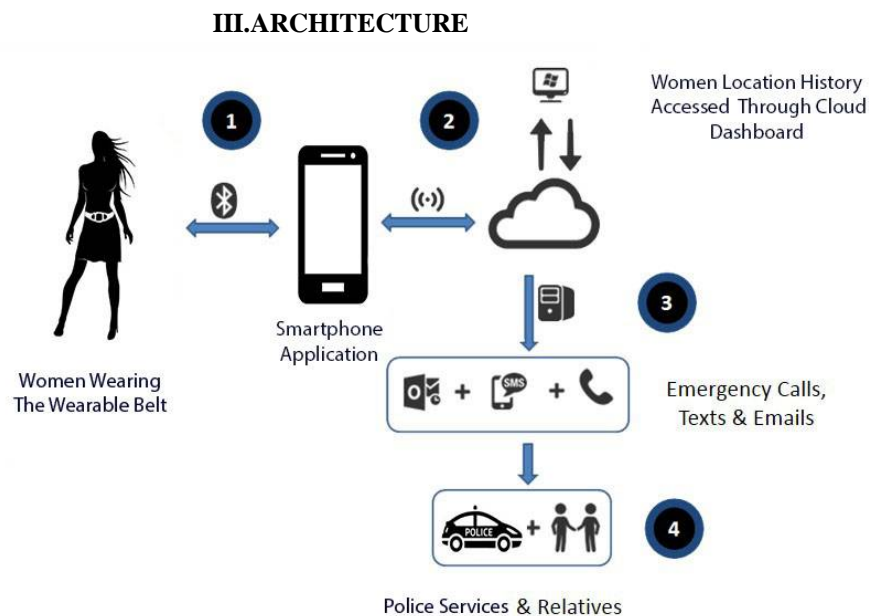 III.ARCHITECTURE
1
2
Women Location History
Accessed Through Cloud
Dashboard
Smartphone
Application
Women Wearing
The Wearable Belt
3
O
+
SMS
+
Emergency Calls,
Texts & Emails
POLICE
+
4
Police Services & Relatives